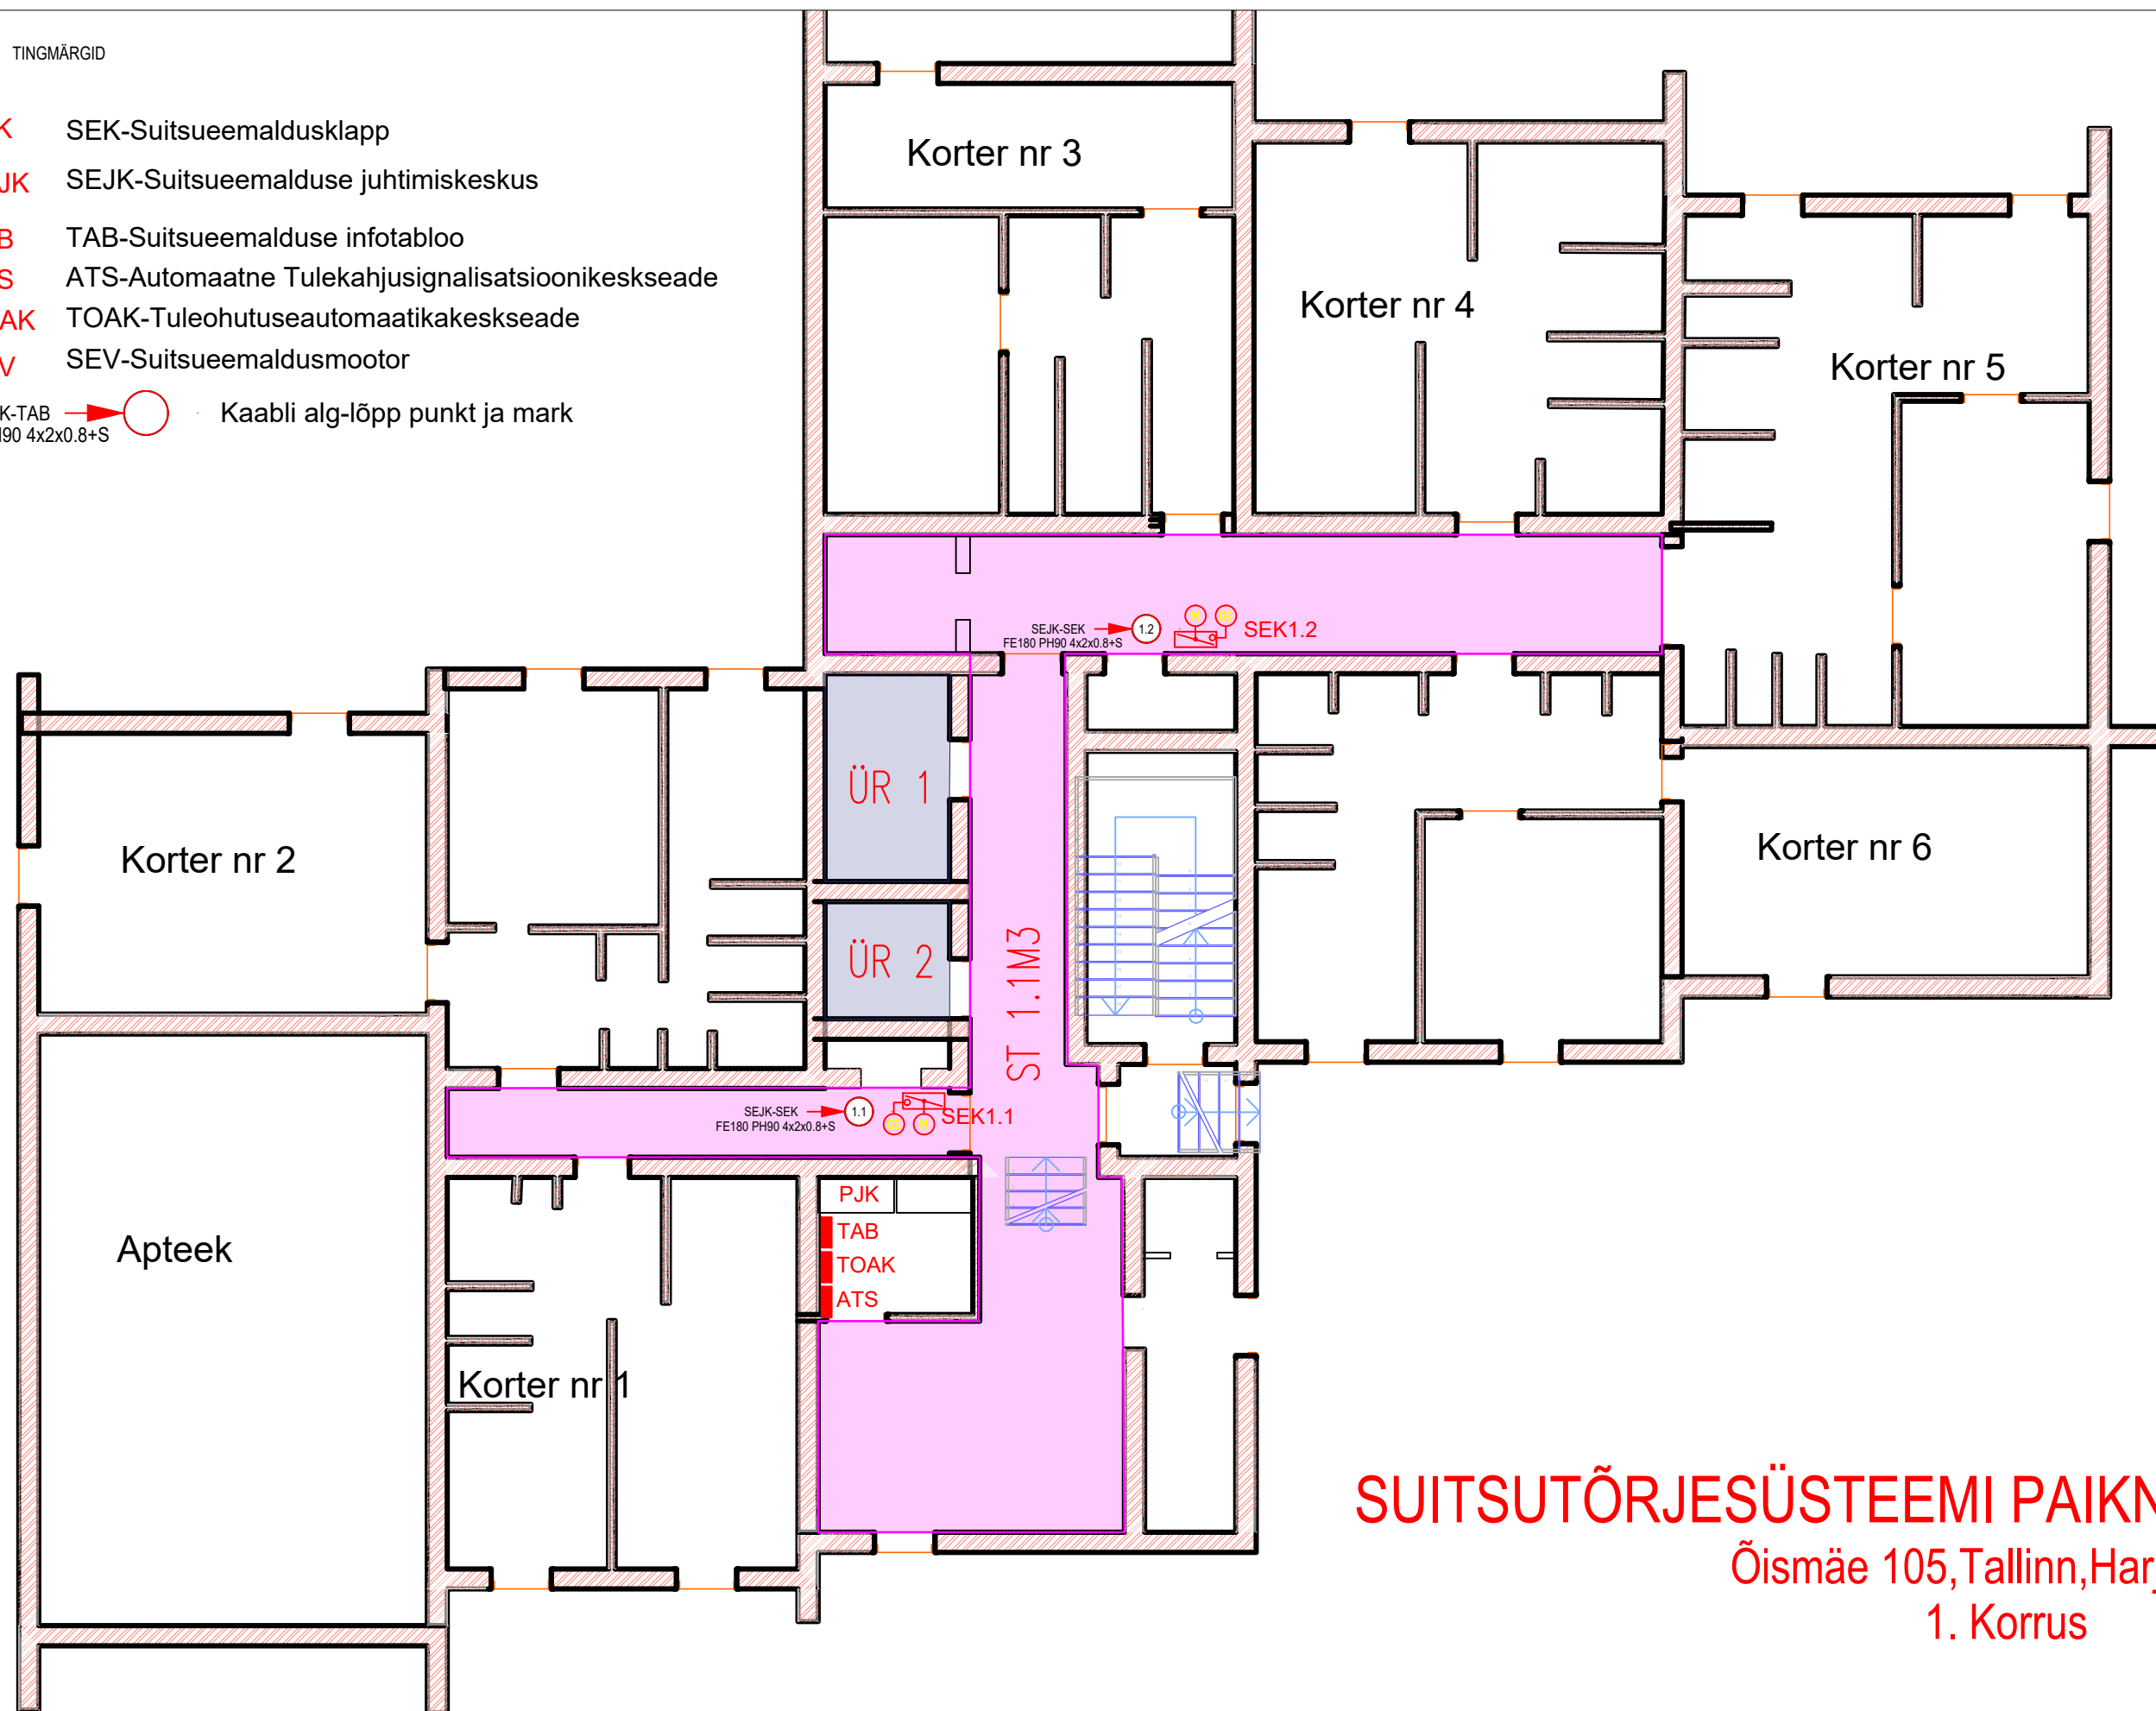 TINGMÄRGID
K SEK-Suitsueemaldusklapp
JK SEJK-Suitsueemalduse juhtimiskeskus
B TAB-Suitsueemalduse infotabloo
S ATS-Automaatne Tulekahjusignalisatsioonikeskseade
AK TOAK-Tuleohutuseautomaatikakeskseade
V SEV-Suitsueemaldusmootor
K-TAB
H90 4x2x0.8+S
Kaabli alg-lõpp punkt ja mark
Korter nr 3
Korter nr 4
Korter nr 5
SEJK-SEK
FE180 PH90 4x2x0.8+S
1.2
M
SEK1.2
ÜR 1
Korter nr 2
Korter nr 6
ÜR 2
ST 1.1M3
SEJK-SEK
FE180 PH90 4x2x0.8+S
1.1
M
SEK1.1
PJK
TAB
TOAK
ATS
Apteek
Korter nr 1
SUITSUTÕRJESÜSTEEMI PAIKN
Õismäe 105,Tallinn,Harj
1. Korrus